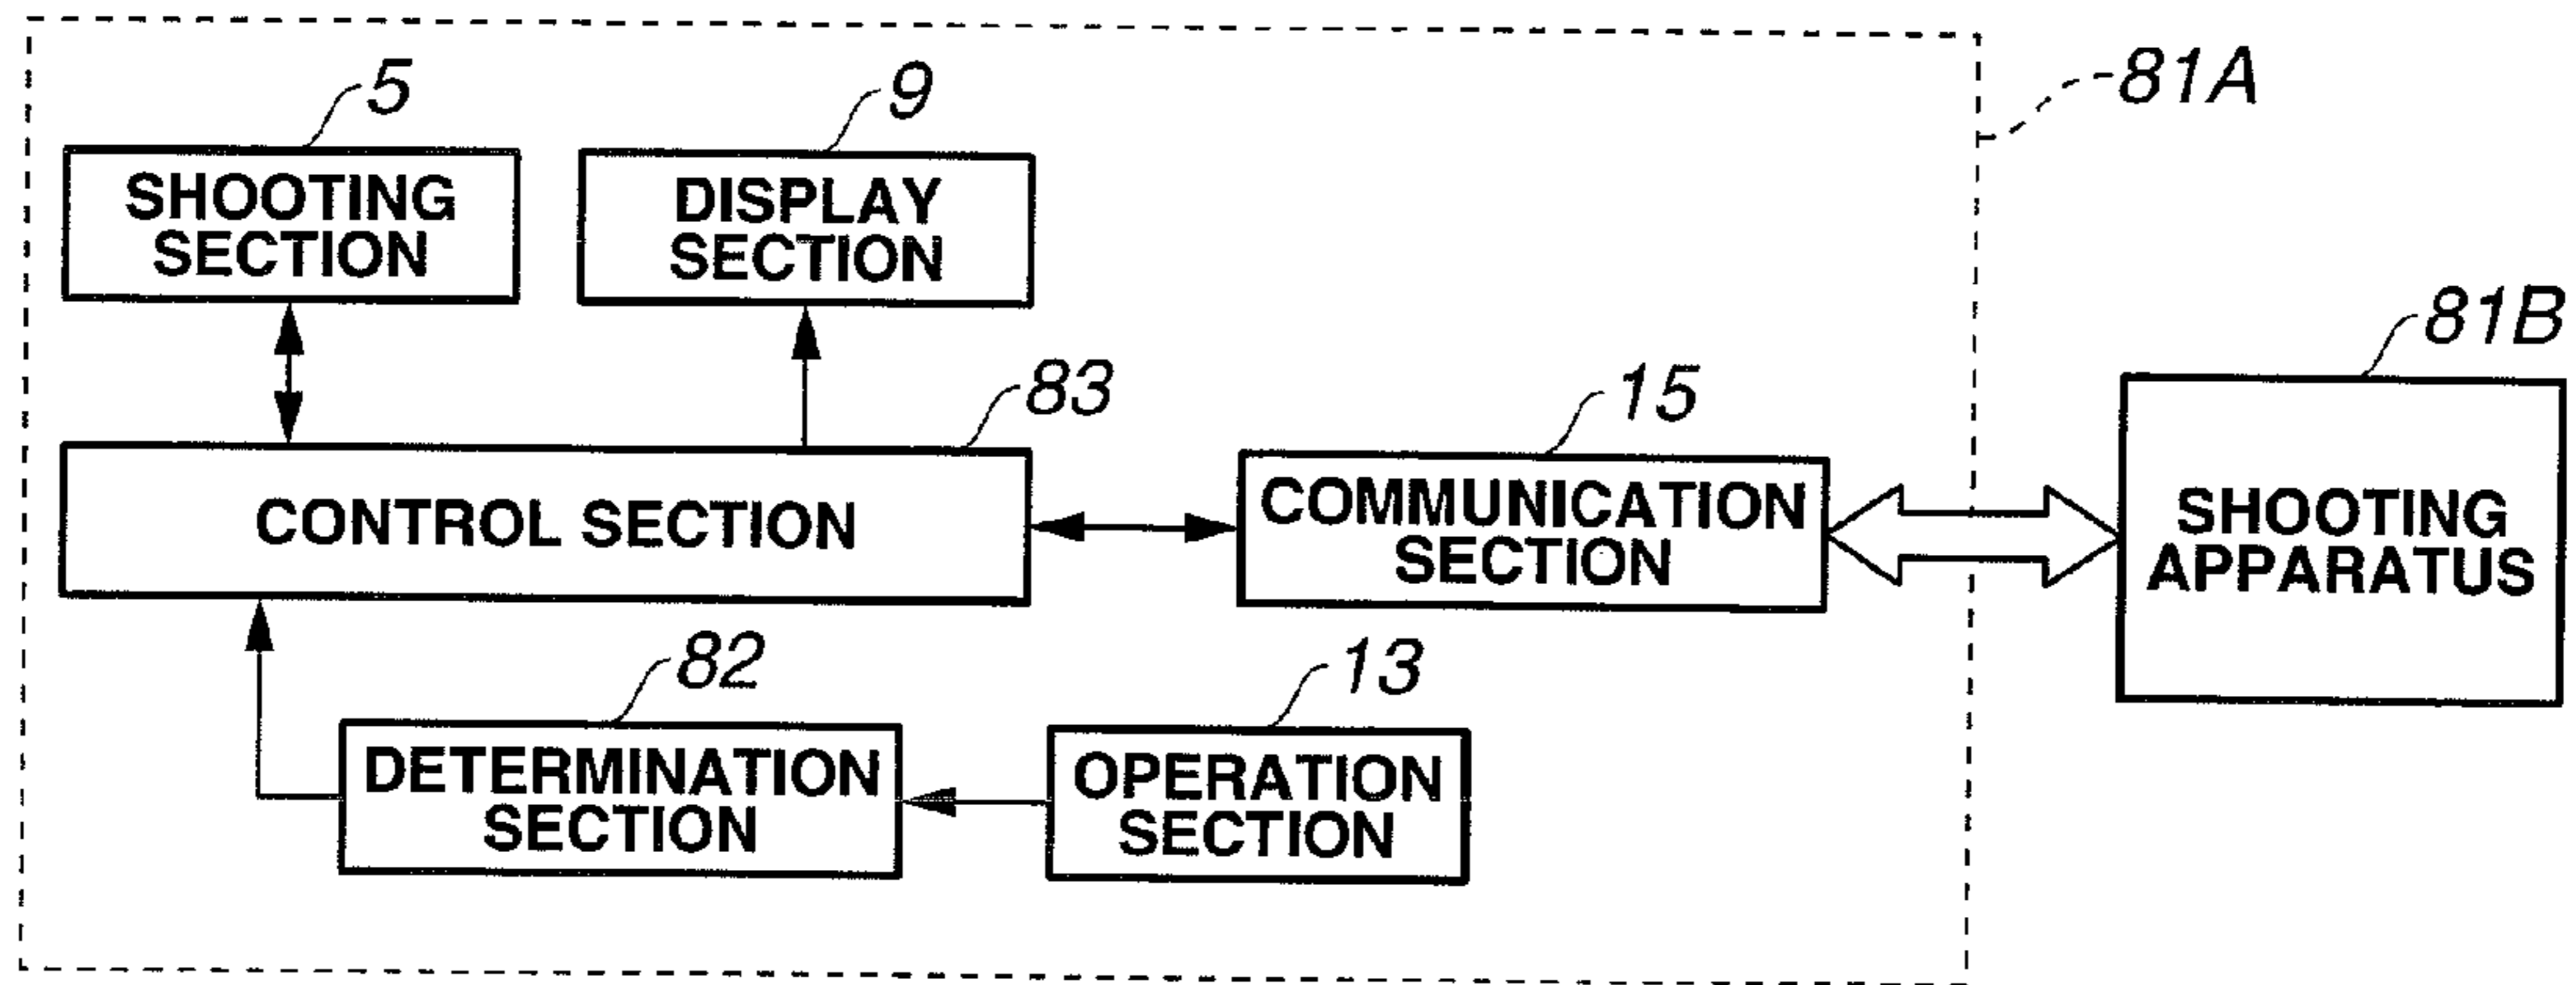 5
9
81A
SHOOTING
SECTION
DISPLAY
SECTION
83
15
81B
CONTROL SECTION
COMMUNICATION
SECTION
SHOOTING
APPARATUS
82
13
DETERMINATION
SECTION
OPERATION
SECTION